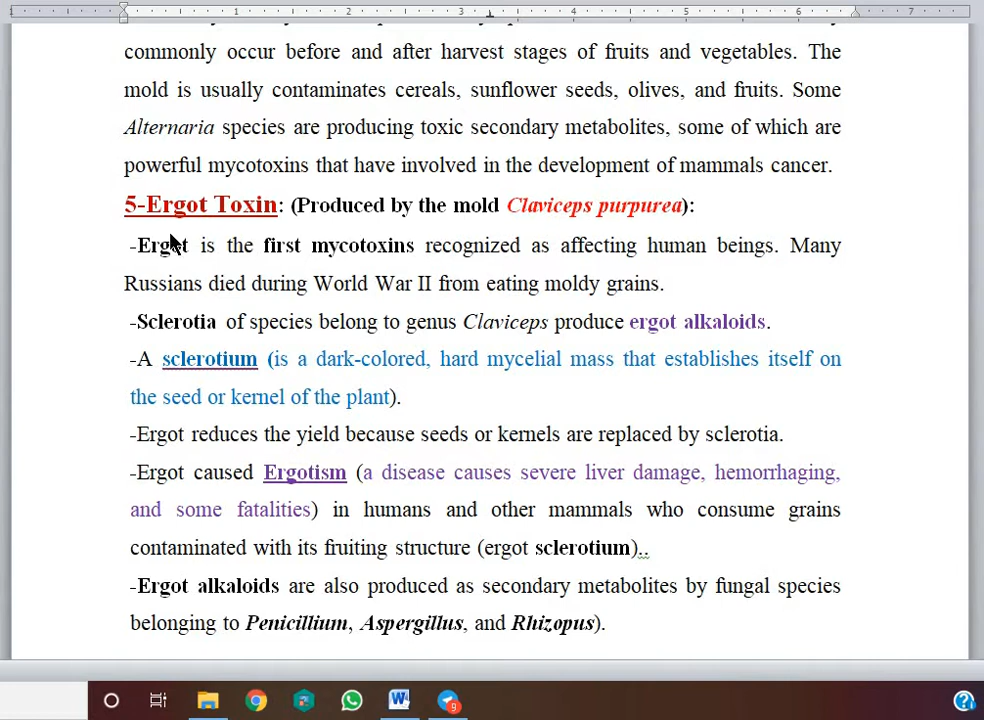 1 2 3 4 5 6 7
commonly occur before and after harvest stages of fruits and vegetables. The
mold is usually contaminates cereals, sunflower seeds, olives, and fruits. Some
Alternaria species are producing toxic secondary metabolites, some of which are
powerful mycotoxins that have involved in the development of mammals cancer.
5-Ergot Toxin: (Produced by the mold Claviceps purpurea):
-Ergot is the first mycotoxins recognized as affecting human beings. Many
Russians died during World War II from eating moldy grains.
-Sclerotia of species belong to genus Claviceps produce ergot alkaloids.
-A sclerotium (is a dark-colored, hard mycelial mass that establishes itself on
the seed or kernel of the plant).
-Ergot reduces the yield because seeds or kernels are replaced by sclerotia.
-Ergot caused Ergotism (a disease causes severe liver damage, hemorrhaging,
and some fatalities) in humans and other mammals who consume grains
contaminated with its fruiting structure (ergot sclerotium)..
-Ergot alkaloids are also produced as secondary metabolites by fungal species
belonging to Penicillium, Aspergillus, and Rhizopus).
W 9 ?